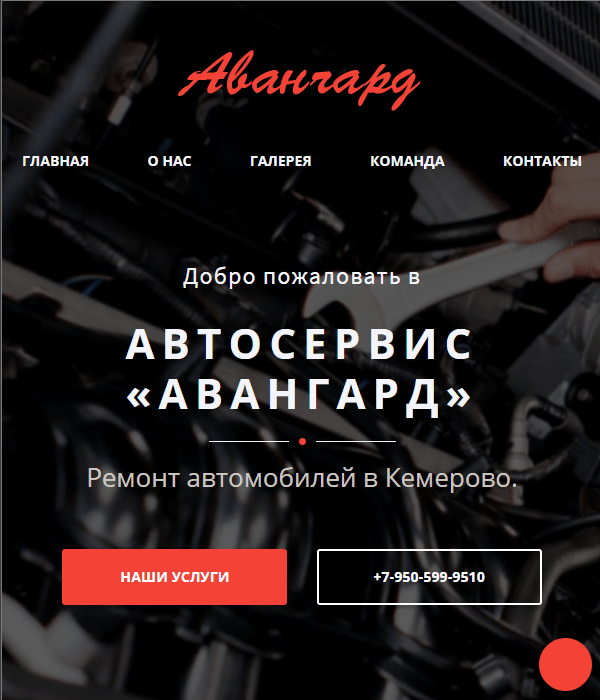 Авангард
ГЛАВНАЯ О НАС ГАЛЕРЕЯ КОМАНДА КОНТАКТЫ
Добро пожаловать в
АВТОСЕРВИС
«АВАНГАРД»
Ремонт автомобилей в Кемерово.
НАШИ УСЛУГИ +7-950-599-9510